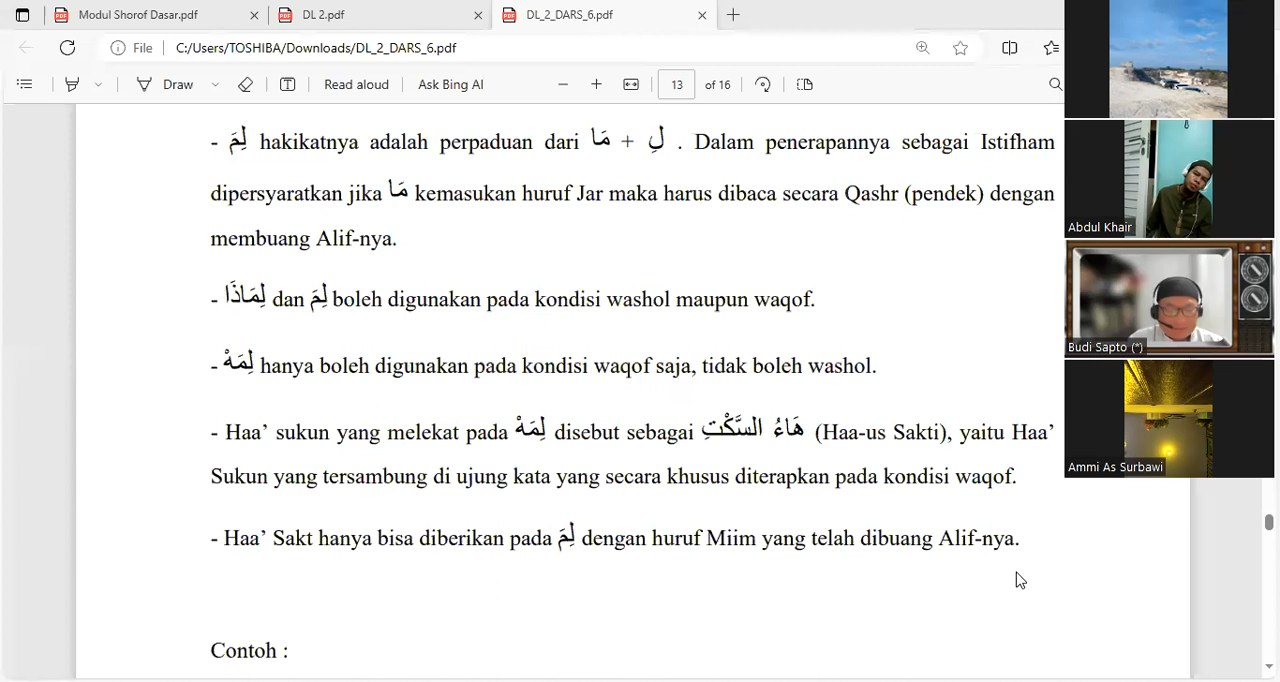 Modul Shorof Dasar.pdf
DL 2.pdf
DL_2_DARS_6.pdf
File C:/Users/TOSHIBA/Downloads/DL_2_DARS_6.pdf
Draw Read aloud Ask Bing AI 13 of 16
- لِمَ hakikatnya adalah perpaduan dari لِ + مَا . Dalam penerapannya sebagai Istifham
dipersyaratkan jika مَا kemasukan huruf Jar maka harus dibaca secara Qashr (pendek) dengan
membuang Alif-nya.
- لِمَاذَا dan لِمَ boleh digunakan pada kondisi washol maupun waqof.
- لِمَهْ hanya boleh digunakan pada kondisi waqof saja, tidak boleh washol.
- Haa’ sukun yang melekat pada لِمَهْ disebut sebagai هَاءُ السَّكْتِ (Haa-us Sakti), yaitu Haa’
Sukun yang tersambung di ujung kata yang secara khusus diterapkan pada kondisi waqof.
- Haa’ Sakt hanya bisa diberikan pada لِمَ dengan huruf Miim yang telah dibuang Alif-nya.
Contoh :
Abdul Khair
Budi Sapto (*)
Ammi As Surbawi